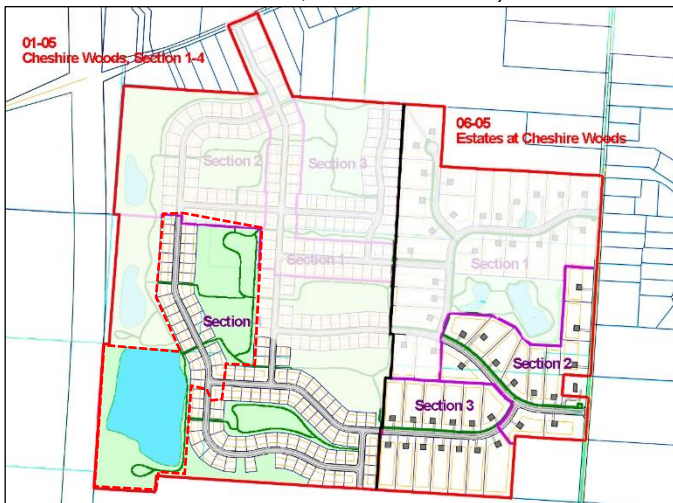 01-05
Cheshire Woods, Section 1-4
06-05
Estates at Cheshire Woods
Section 2
Section 3
Section 1
Section 1
Section
Section 2
Section 3